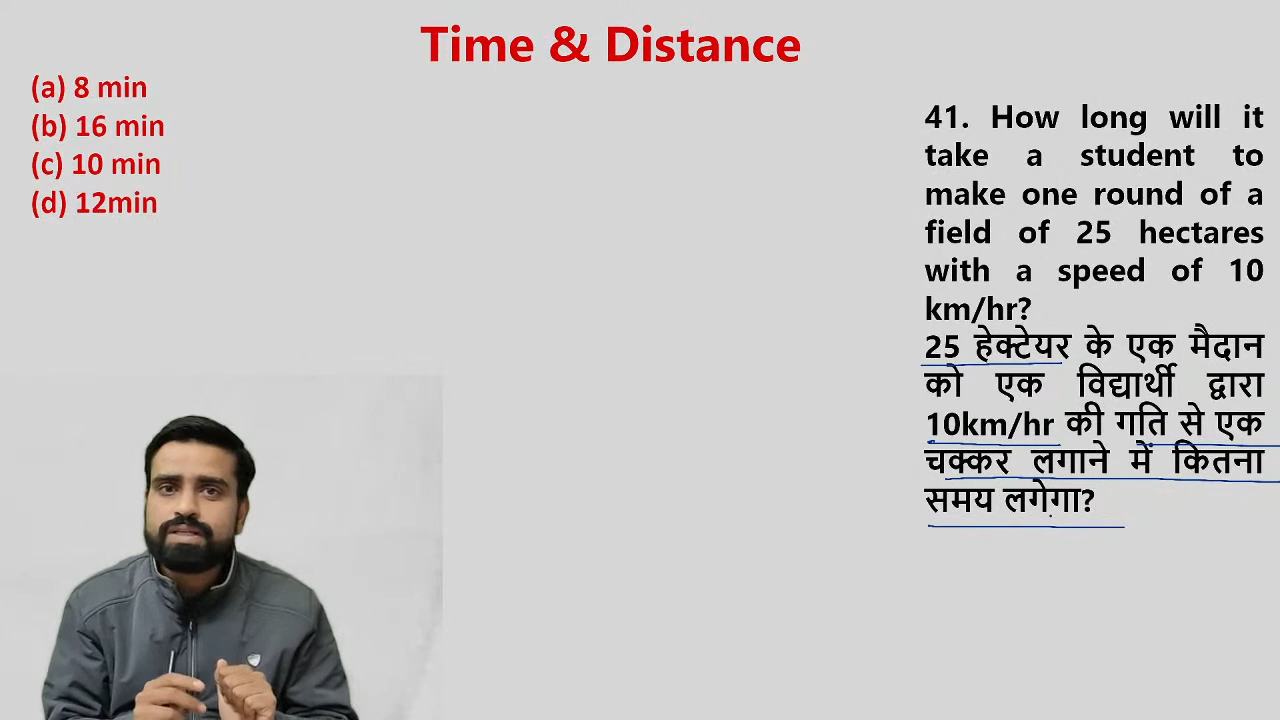 Time & Distance
(a) 8 min
(b) 16 min
(c) 10 min
(d) 12min
41. How long will it
take a student to
make one round of a
field of 25 hectares
with a speed of 10
km/hr?
25 हेक्टेयर के एक मैदान
को एक विद्यार्थी द्वारा
10km/hr की गति से एक
चक्कर लगाने में कितना
समय लगेगा?